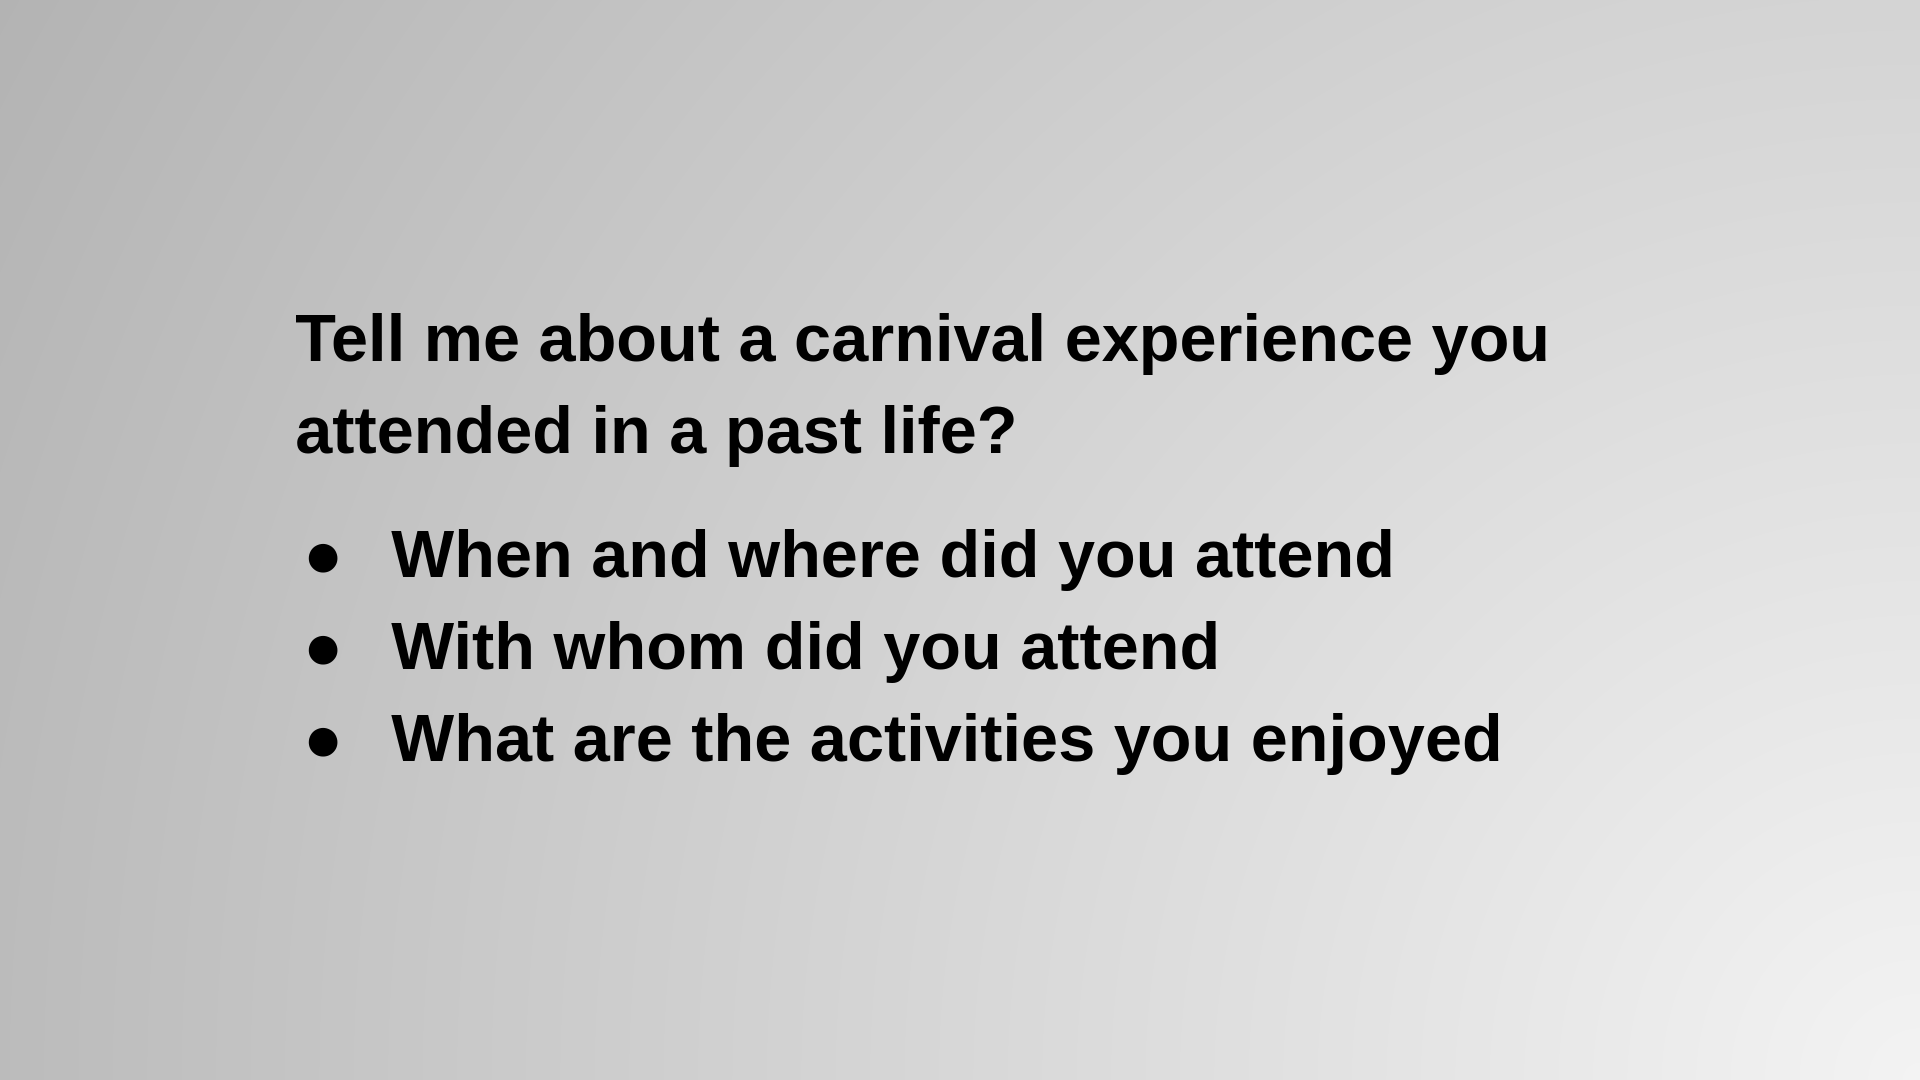 Tell me about a carnival experience you
attended in a past life?
● When and where did you attend
● With whom did you attend
● What are the activities you enjoyed